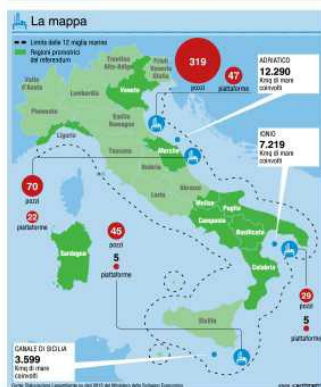 La mappa
Limite delle 12 miglia marine
Regioni promotrici
del referendum
319
pozzi
47
piattaforme
ADRIATICO
12.290
Kmq di mare
coinvolti
IONIO
7.219
Kmq di mare
coinvolti
Valle
d'Aosta
Piemonte
Lombardia
Trentino
Alto-Adige
Veneto
Friuli
Venezia
Giulia
Emilia
Romagna
Liguria
Toscana
Marche
Umbria
Lazio
Abruzzo
Molise
Puglia
Campania
Basilicata
Calabria
Sardegna
Sicilia
70
pozzi
22
piattaforme
45
pozzi
5
piattaforme
29
pozzi
5
piattaforme
CANALE DI SICILIA
3.599
Kmq di mare
coinvolti